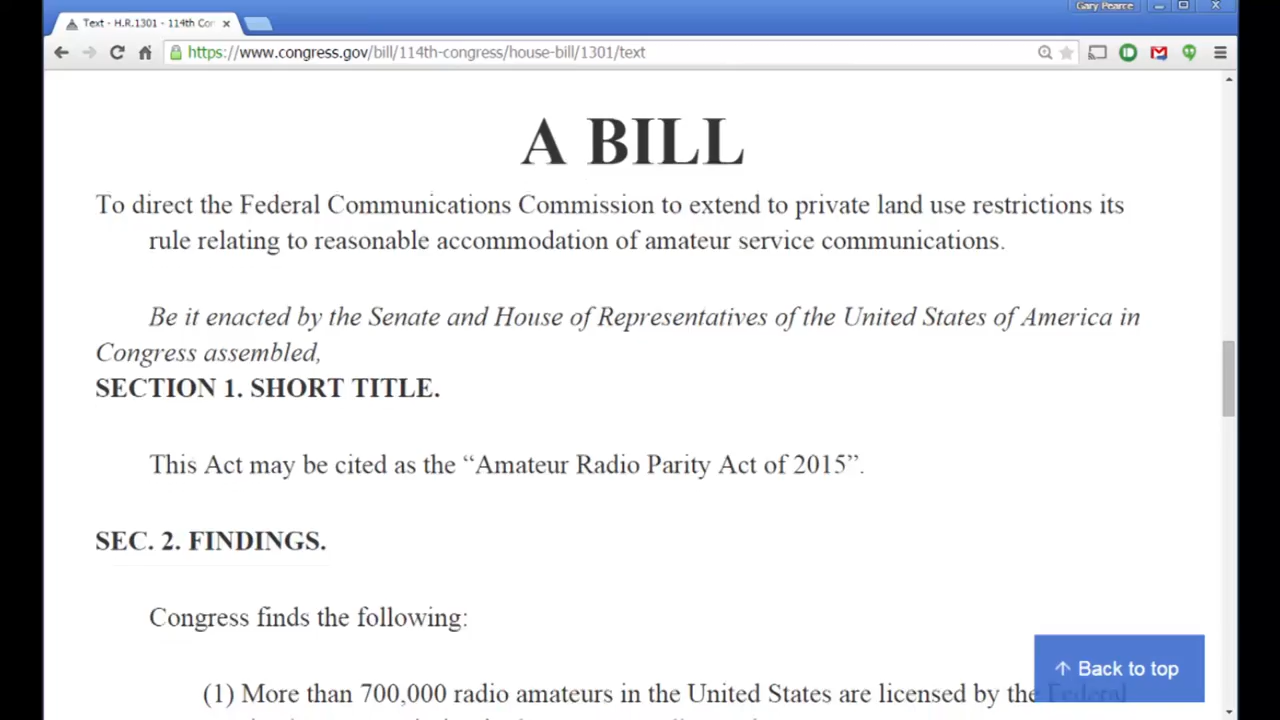 Gary Pearce
Text - H.R.1301 - 114th Cor
https://www.congress.gov/bill/114th-congress/house-bill/1301/text
A BILL
To direct the Federal Communications Commission to extend to private land use restrictions its
rule relating to reasonable accommodation of amateur service communications.
Be it enacted by the Senate and House of Representatives of the United States of America in
Congress assembled,
SECTION 1. SHORT TITLE.
This Act may be cited as the “Amateur Radio Parity Act of 2015”.
SEC. 2. FINDINGS.
Congress finds the following:
(1) More than 700,000 radio amateurs in the United States are licensed by the Federal
↑ Back to top